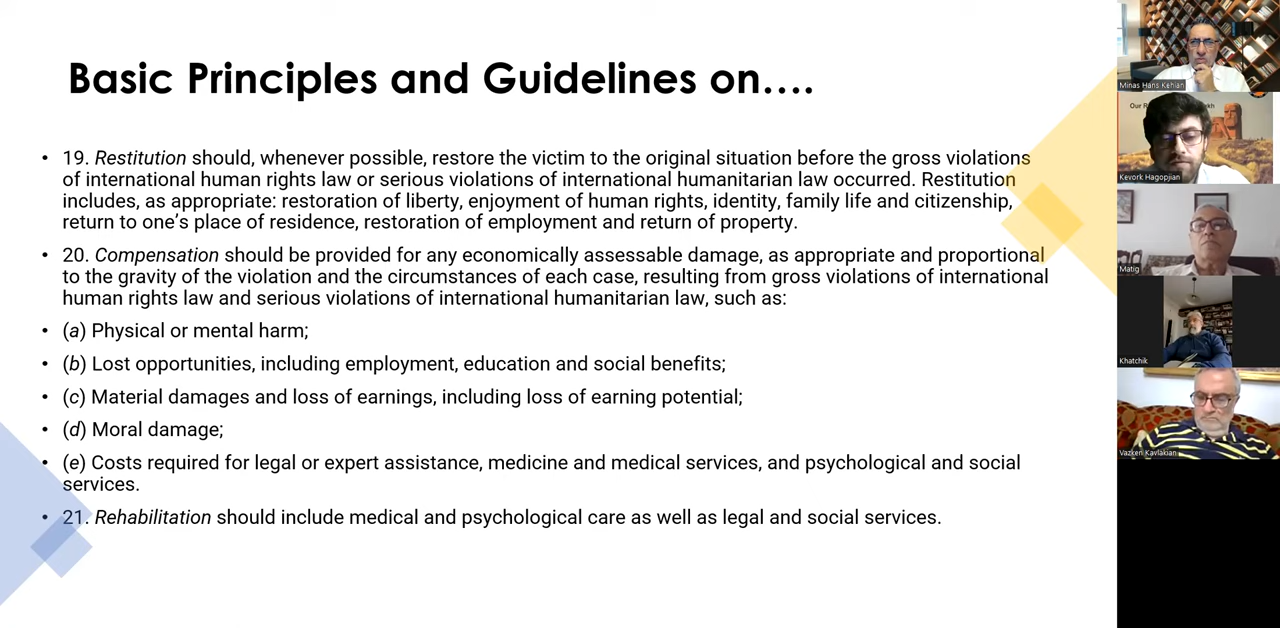 Basic Principles and Guidelines on….
• 19. Restitution should, whenever possible, restore the victim to the original situation before the gross violations
of international human rights law or serious violations of international humanitarian law occurred. Restitution
includes, as appropriate: restoration of liberty, enjoyment of human rights, identity, family life and citizenship,
return to one’s place of residence, restoration of employment and return of property.
• 20. Compensation should be provided for any economically assessable damage, as appropriate and proportional
to the gravity of the violation and the circumstances of each case, resulting from gross violations of international
human rights law and serious violations of international humanitarian law, such as:
• (a) Physical or mental harm;
• (b) Lost opportunities, including employment, education and social benefits;
• (c) Material damages and loss of earnings, including loss of earning potential;
• (d) Moral damage;
• (e) Costs required for legal or expert assistance, medicine and medical services, and psychological and social
services.
• 21. Rehabilitation should include medical and psychological care as well as legal and social services.
Minas Hans Kehian
Our
Kevork Hagopjian
Matig
Khatchik
Vazken Kavlakian